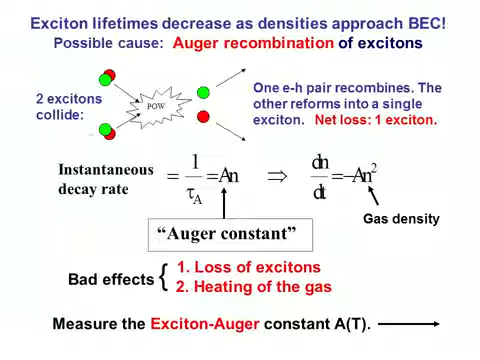 Exciton lifetimes decrease as densities approach BEC!
Possible cause: Auger recombination of excitons
2 excitons
collide:
POW
One e-h pair recombines. The
other reforms into a single
exciton. Net loss: 1 exciton.
Instantaneous
decay rate
= 1/τ_A = An ⇒ dn/dt = -An²
Gas density
“Auger constant”
Bad effects { 1. Loss of excitons
2. Heating of the gas
Measure the Exciton-Auger constant A(T).